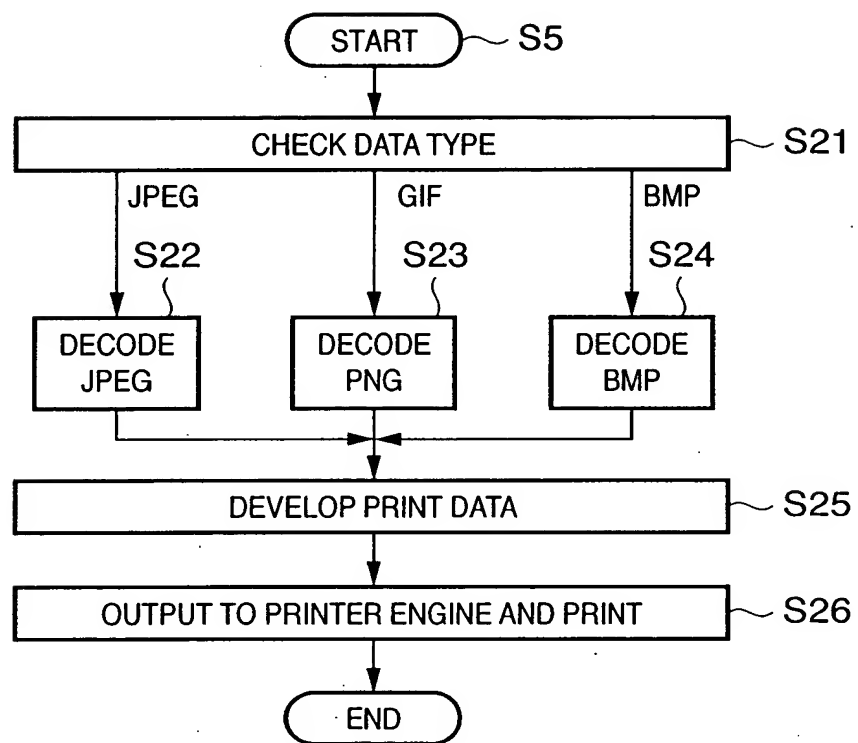 START
S5
CHECK DATA TYPE
S21
JPEG
GIF
BMP
S22
S23
S24
DECODE
JPEG
DECODE
PNG
DECODE
BMP
DEVELOP PRINT DATA
S25
OUTPUT TO PRINTER ENGINE AND PRINT
S26
END